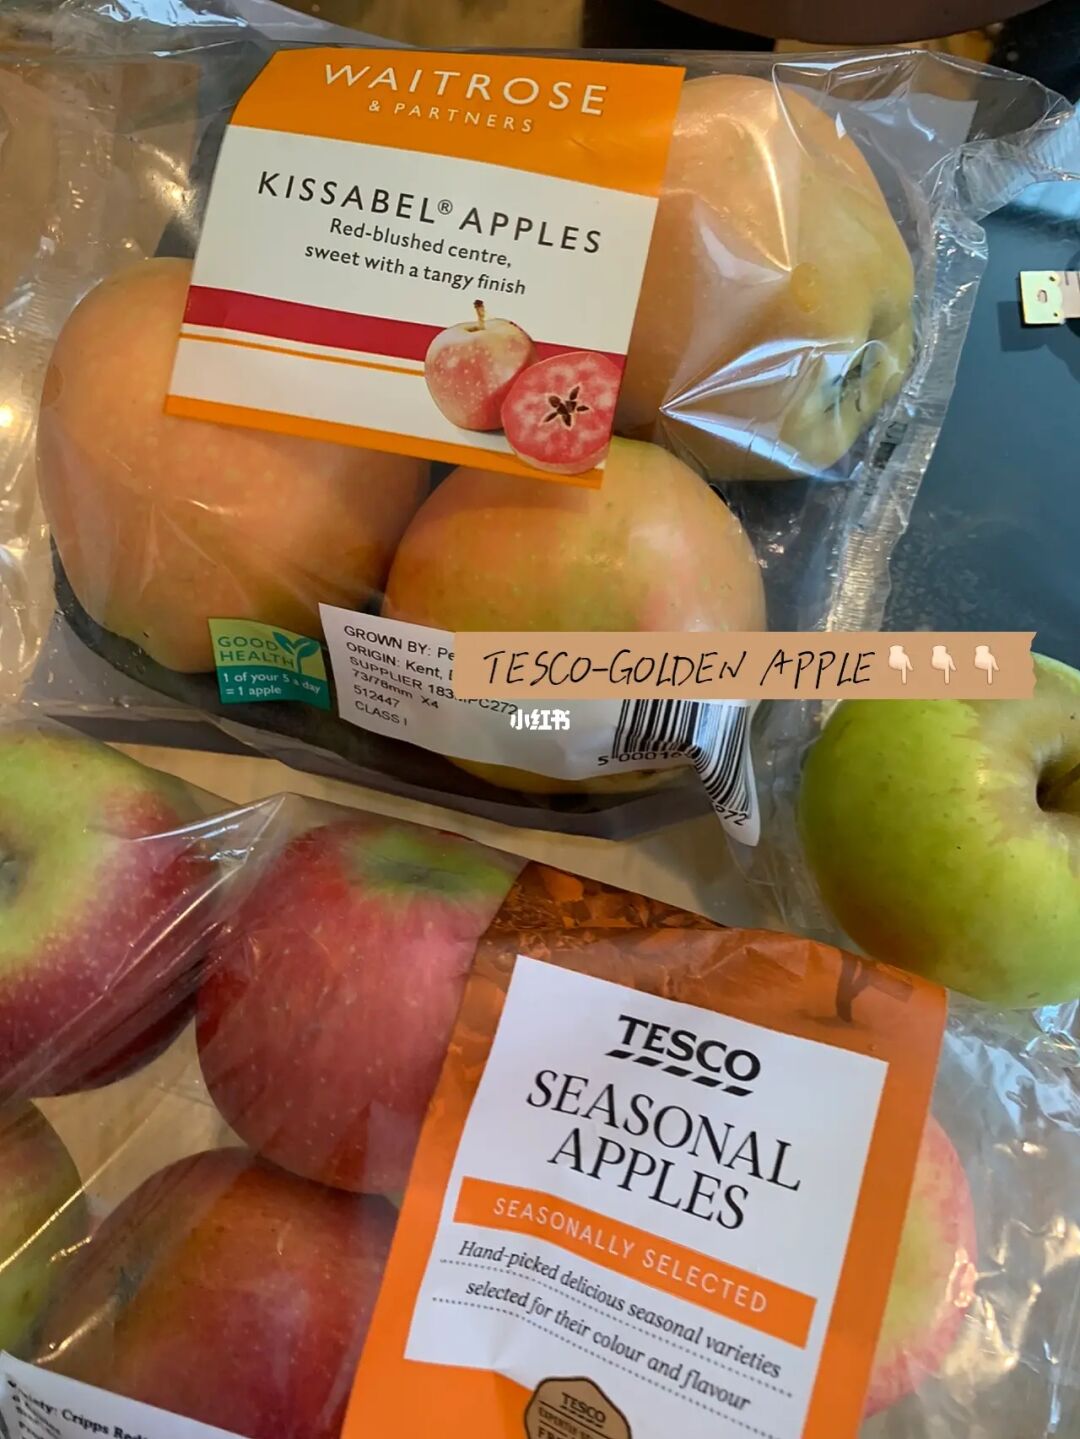 WAITROSE
& PARTNERS
KISSABEL® APPLES
Red-blushed centre,
sweet with a tangy finish
GOOD
HEALTH
1 of your 5 a day
= 1 apple
GROWN BY:
ORIGIN: Kent,
SUPPLIER
73/78mm X4
512447
CLASS I
TESCO-GOLDEN APPLE👇🏻👇🏻👇🏻
小红书
TESCO
SEASONAL
APPLES
SEASONALLY SELECTED
Hand-picked delicious seasonal varieties
selected for their colour and flavour
TESCO
Cripps